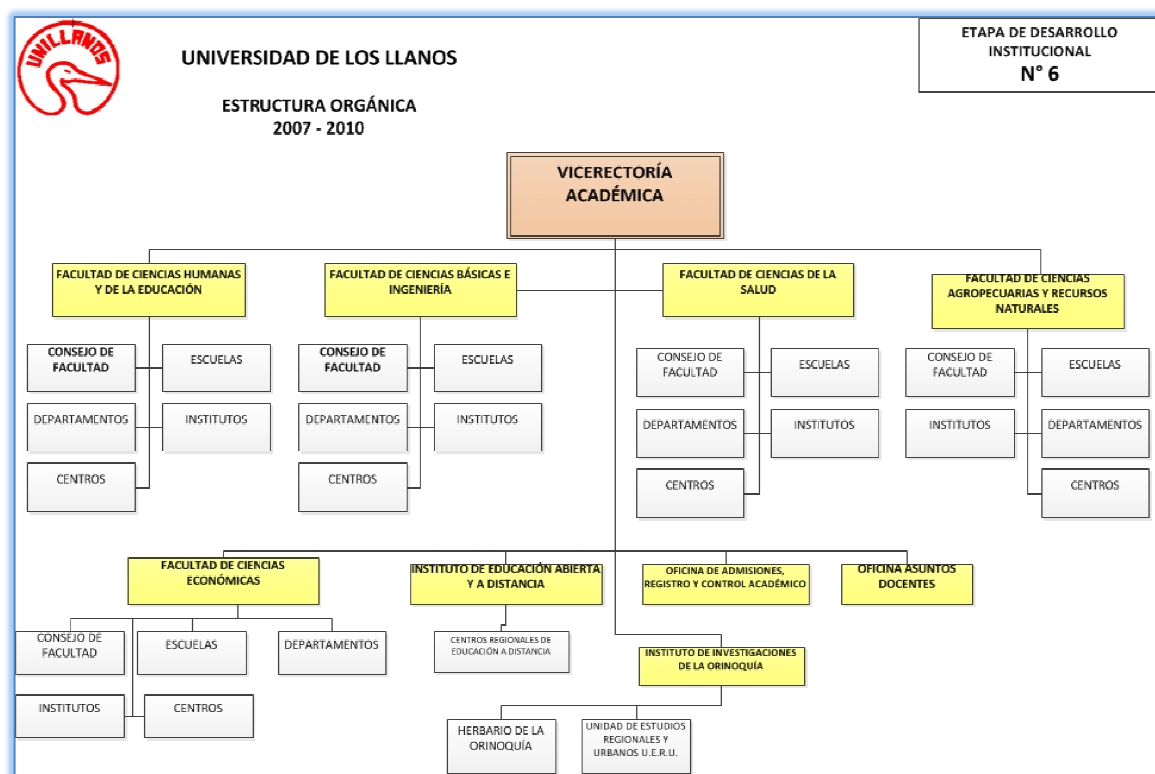 UNILLANOS
UNIVERSIDAD DE LOS LLANOS
ESTRUCTURA ORGÁNICA
2007 - 2010
ETAPA DE DESARROLLO
INSTITUCIONAL
N° 6
VICERECTORÍA
ACADÉMICA
FACULTAD DE CIENCIAS HUMANAS
Y DE LA EDUCACIÓN
FACULTAD DE CIENCIAS BÁSICAS E
INGENIERÍA
FACULTAD DE CIENCIAS DE LA
SALUD
FACULTAD DE CIENCIAS
AGROPECUARIAS Y RECURSOS
NATURALES
CONSEJO DE
FACULTAD
ESCUELAS
DEPARTAMENTOS
INSTITUTOS
CENTROS
CONSEJO DE
FACULTAD
ESCUELAS
DEPARTAMENTOS
INSTITUTOS
CENTROS
CONSEJO DE
FACULTAD
ESCUELAS
DEPARTAMENTOS
INSTITUTOS
CENTROS
CONSEJO DE
FACULTAD
ESCUELAS
INSTITUTOS
DEPARTAMENTOS
CENTROS
FACULTAD DE CIENCIAS
ECONÓMICAS
INSTITUTO DE EDUCACIÓN ABIERTA
Y A DISTANCIA
OFICINA DE ADMISIONES,
REGISTRO Y CONTROL ACADÉMICO
OFICINA ASUNTOS
DOCENTES
CONSEJO DE
FACULTAD
ESCUELAS
DEPARTAMENTOS
INSTITUTOS
CENTROS
CENTROS REGIONALES DE
EDUCACIÓN A DISTANCIA
INSTITUTO DE INVESTIGACIONES
DE LA ORINOQUÍA
HERBARIO DE LA
ORINOQUÍA
UNIDAD DE ESTUDIOS
REGIONALES Y
URBANOS U.E.R.U.